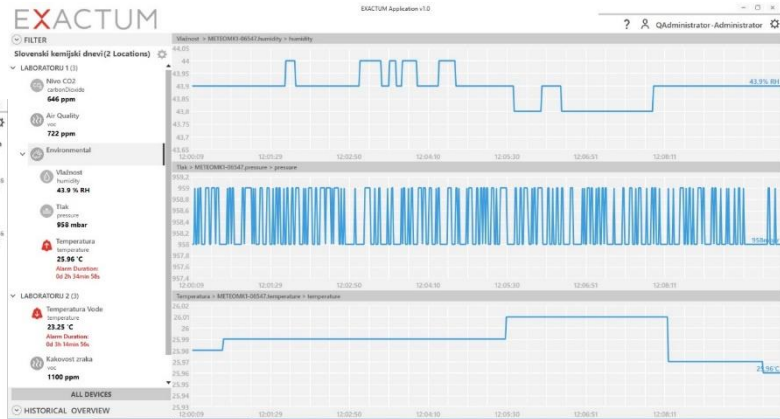 EXACTUM
EXACTUM Application v1.0
? QAdministrator-Administrator
FILTER
Slovenski kemijski dnevi(2 Locations)
LABORATORIJ 1 (3)
Nivo CO2
carbonDioxide
646 ppm
Air Quality
voc
722 ppm
Environmental
Vlažnost
humidity
43.9 % RH
Tlak
pressure
958 mbar
Temperatura
temperature
25.96 °C
Alarm Duration:
0d 2h 54min 58s
LABORATORIJ 2 (3)
Temperatura Vode
temperature
23.25 °C
Alarm Duration:
Kakovost zraka
voc
1100 ppm
ALL DEVICES
HISTORICAL OVERVIEW
Vlažnost > METEOMK1-06547.humidity > humidity
44.05
44
43.95
43.9
43.85
43.8
43.75
43.7
43.65
43.9% RH
12:00:09 12:01:29 12:02:50 12:04:10 12:05:30 12:06:51 12:08:11
Tlak > METEOMK1-06547.pressure > pressure
959.2
959
958.8
958.6
958.4
958.2
958
957.8
957.6
957.4
12:00:09 12:01:29 12:02:50 12:04:10 12:05:30 12:06:51 12:08:11
Temperatura > METEOMK1-06547.temperature > temperature
26.02
26.01
26
25.99
25.98
25.97
25.96
25.95
25.94
25.93
25.96°C
12:00:09 12:01:29 12:02:50 12:04:10 12:05:30 12:06:51 12:08:11